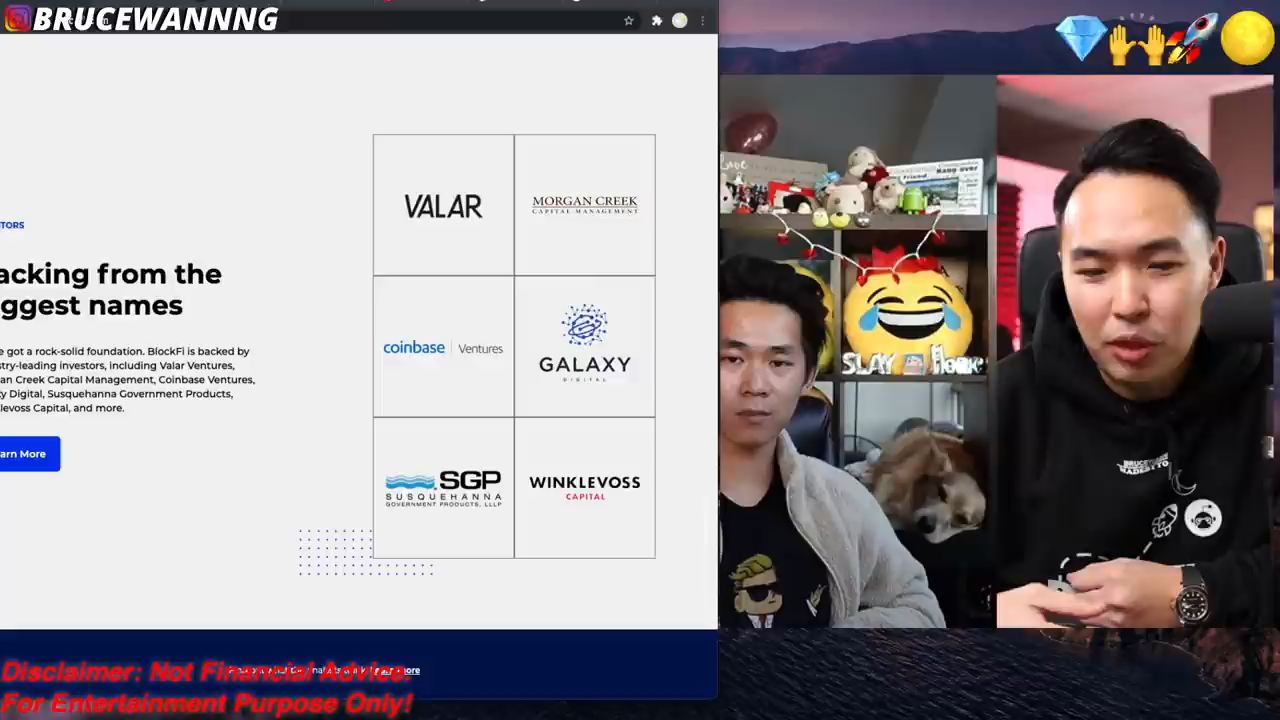 BRUCEWANNNG
TORS
acking from the
ggest names
e got a rock-solid foundation. BlockFi is backed by
stry-leading investors, including Valar Ventures,
an Creek Capital Management, Coinbase Ventures,
y Digital, Susquehanna Government Products,
levoss Capital, and more.
arn More
VALAR
MORGAN CREEK
CAPITAL MANAGEMENT
coinbase | Ventures
GALAXY
DIGITAL
SGP
SUSQUEHANNA
GOVERNMENT PRODUCTS, LLLP
WINKLEVOSS
CAPITAL
Disclaimer: Not Financial Advice.
For Entertainment Purpose Only!
SLAY